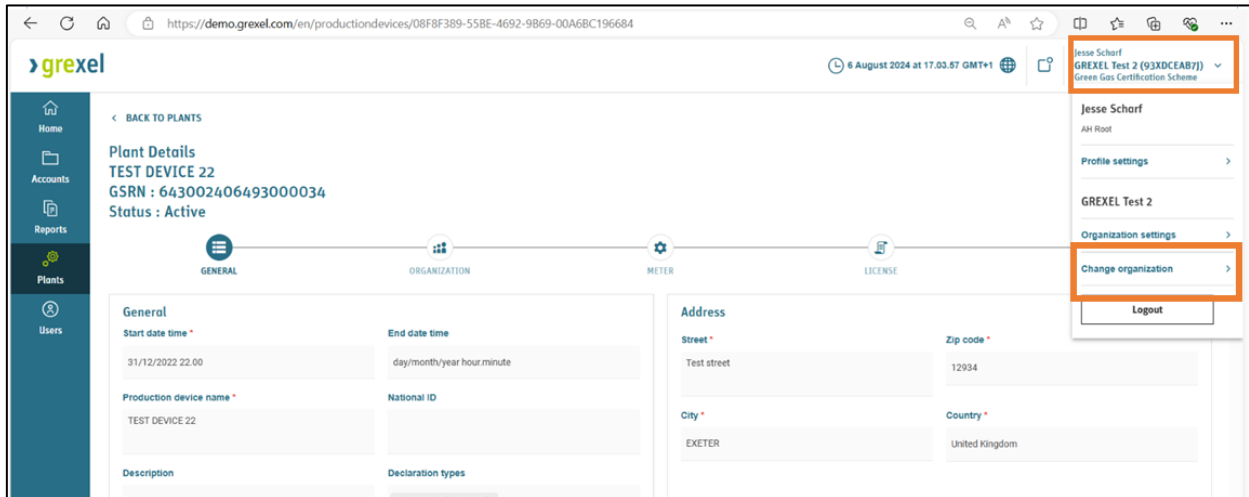 https://demo.grexel.com/en/productiondevices/08F8F389-55BE-4692-9B69-00A6BC196684
grexel
6 August 2024 at 17.03.57 GMT+1
Jesse Scharf
GREXEL Test 2 (93XDCEAB7J)
Green Gas Certification Scheme
Home
Accounts
Reports
Plants
Users
< BACK TO PLANTS
Plant Details
TEST DEVICE 22
GSRN : 643002406493000034
Status : Active
GENERAL
ORGANIZATION
METER
LICENSE
Jesse Scharf
AH Root
Profile settings >
GREXEL Test 2
Organization settings >
Change organization >
Logout
General
Start date time *
31/12/2022 22.00
End date time
day/month/year hour.minute
Production device name *
TEST DEVICE 22
National ID
Description
Declaration types
Address
Street *
Test street
Zip code *
12934
City *
EXETER
Country *
United Kingdom